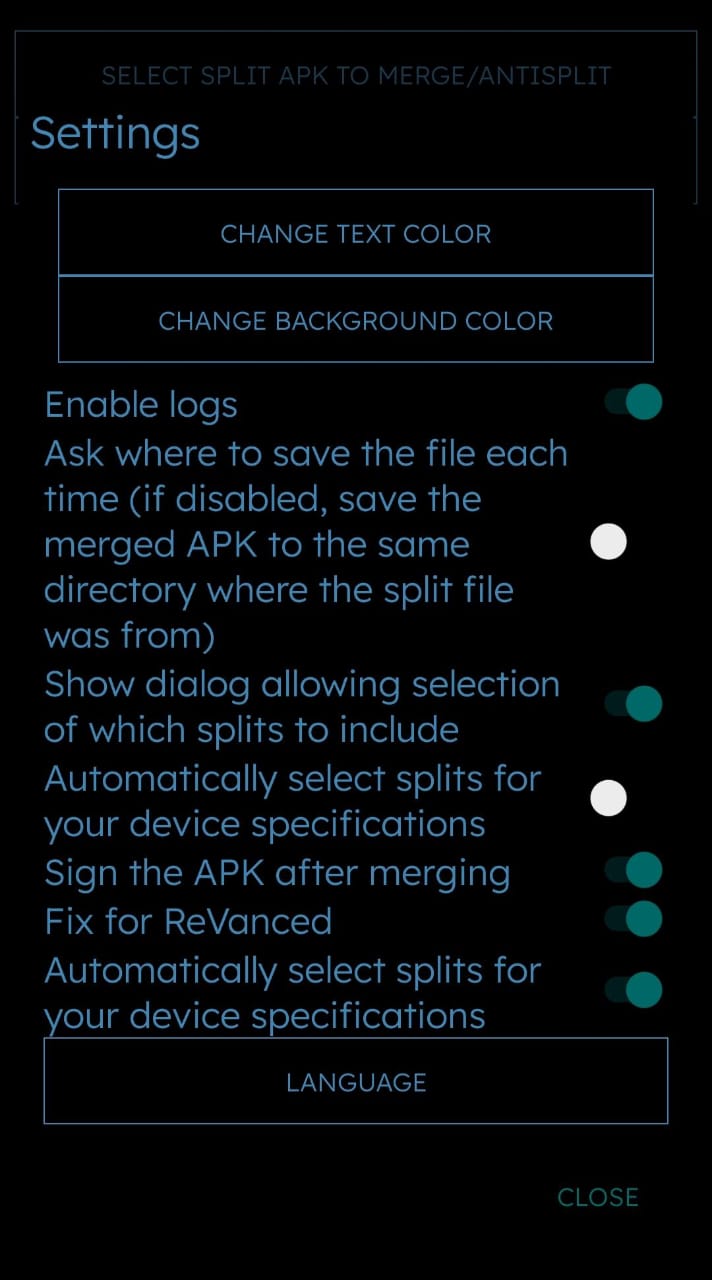 SELECT SPLIT APK TO MERGE/ANTISPLIT
Settings
CHANGE TEXT COLOR
CHANGE BACKGROUND COLOR
Enable logs
Ask where to save the file each
time (if disabled, save the
merged APK to the same
directory where the split file
was from)
Show dialog allowing selection
of which splits to include
Automatically select splits for
your device specifications
Sign the APK after merging
Fix for ReVanced
Automatically select splits for
your device specifications
LANGUAGE
CLOSE